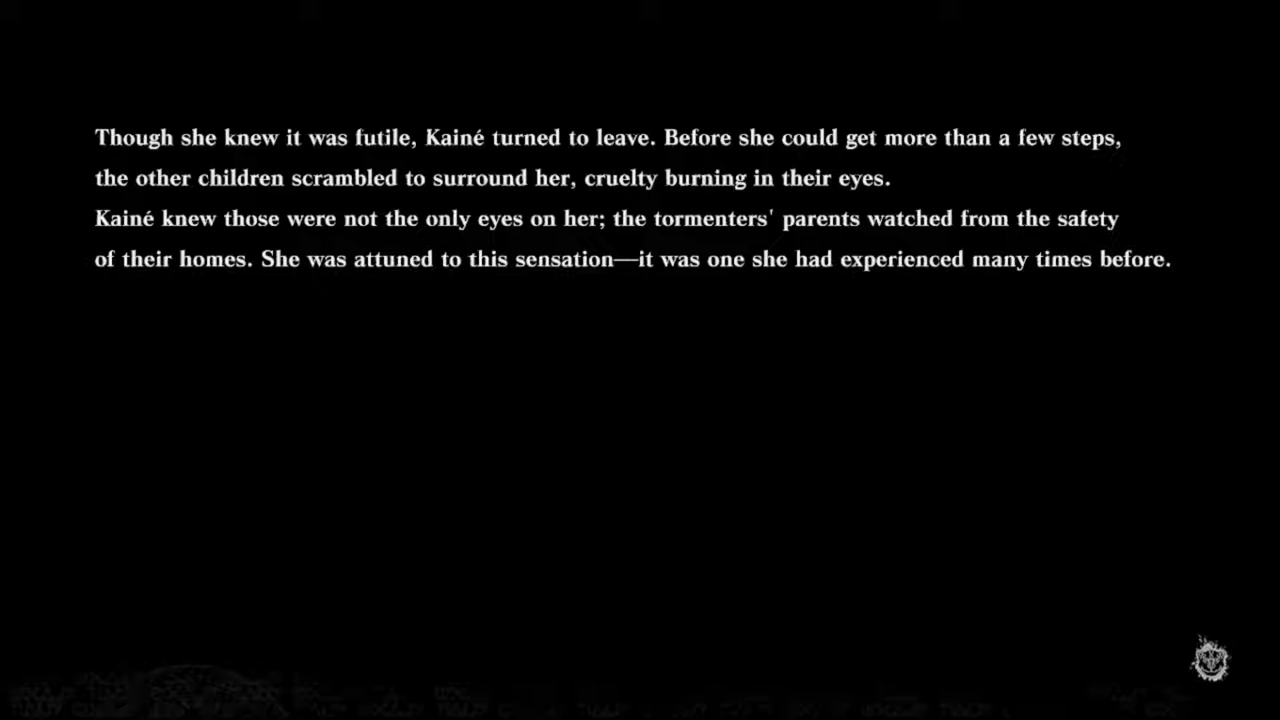 Though she knew it was futile, Kainé turned to leave. Before she could get more than a few steps,
the other children scrambled to surround her, cruelty burning in their eyes.
Kainé knew those were not the only eyes on her; the tormenters' parents watched from the safety
of their homes. She was attuned to this sensation—it was one she had experienced many times before.